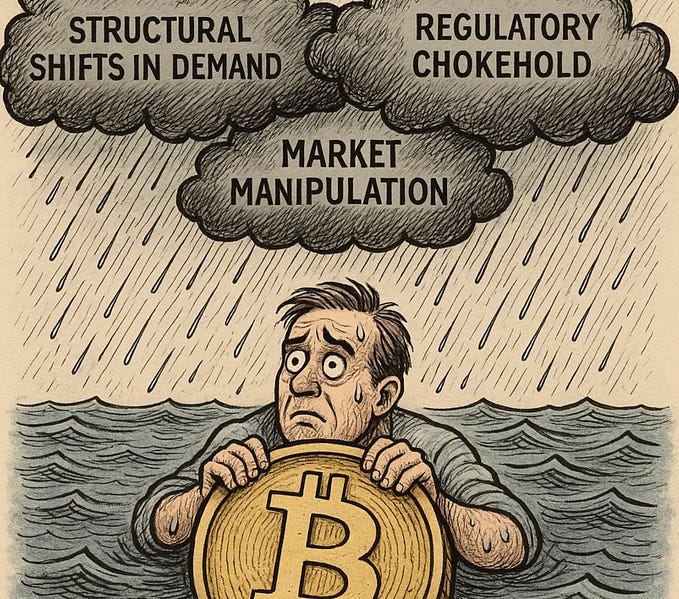 STRUCTURAL
SHIFTS IN DEMAND
REGULATORY
CHOKEHOLD
MARKET
MANIPULATION